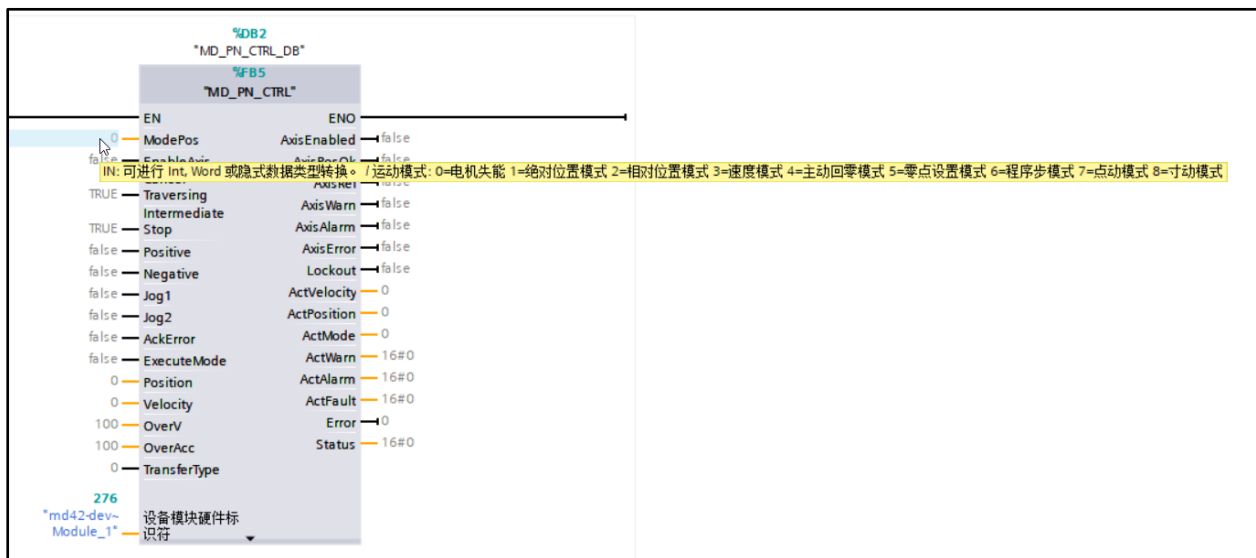 %DB2
"MD_PN_CTRL_DB"
%FB5
"MD_PN_CTRL"
EN ENO
0 ModePos AxisEnabled false
false EnableAxis AxisPosOk false
IN: 可进行 Int, Word 或隐式数据类型转换。 / 运动模式: 0=电机失能 1=绝对位置模式 2=相对位置模式 3=速度模式 4=主动回零模式 5=零点设置模式 6=程序步模式 7=点动模式 8=寸动模式
AxisRef
TRUE Traversing
AxisWarn false
Intermediate
TRUE Stop AxisAlarm false
false Positive AxisError false
false Negative Lockout false
false Jog1 ActVelocity 0
false Jog2 ActPosition 0
false AckError ActMode 0
false ExecuteMode ActWarn 16#0
0 Position ActAlarm 16#0
0 Velocity ActFault 16#0
100 OverV Error 0
100 OverAcc Status 16#0
0 TransferType
276
"md42-dev~ 设备模块硬件标
Module_1" 识符